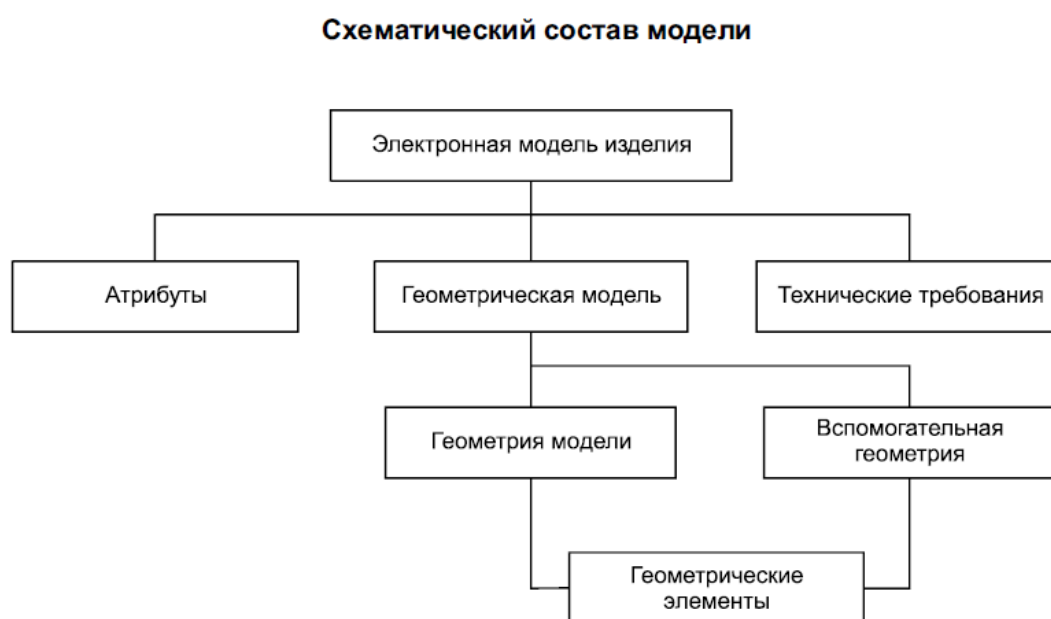 Схематический состав модели
Электронная модель изделия
Атрибуты
Геометрическая модель
Технические требования
Геометрия модели
Вспомогательная
геометрия
Геометрические
элементы